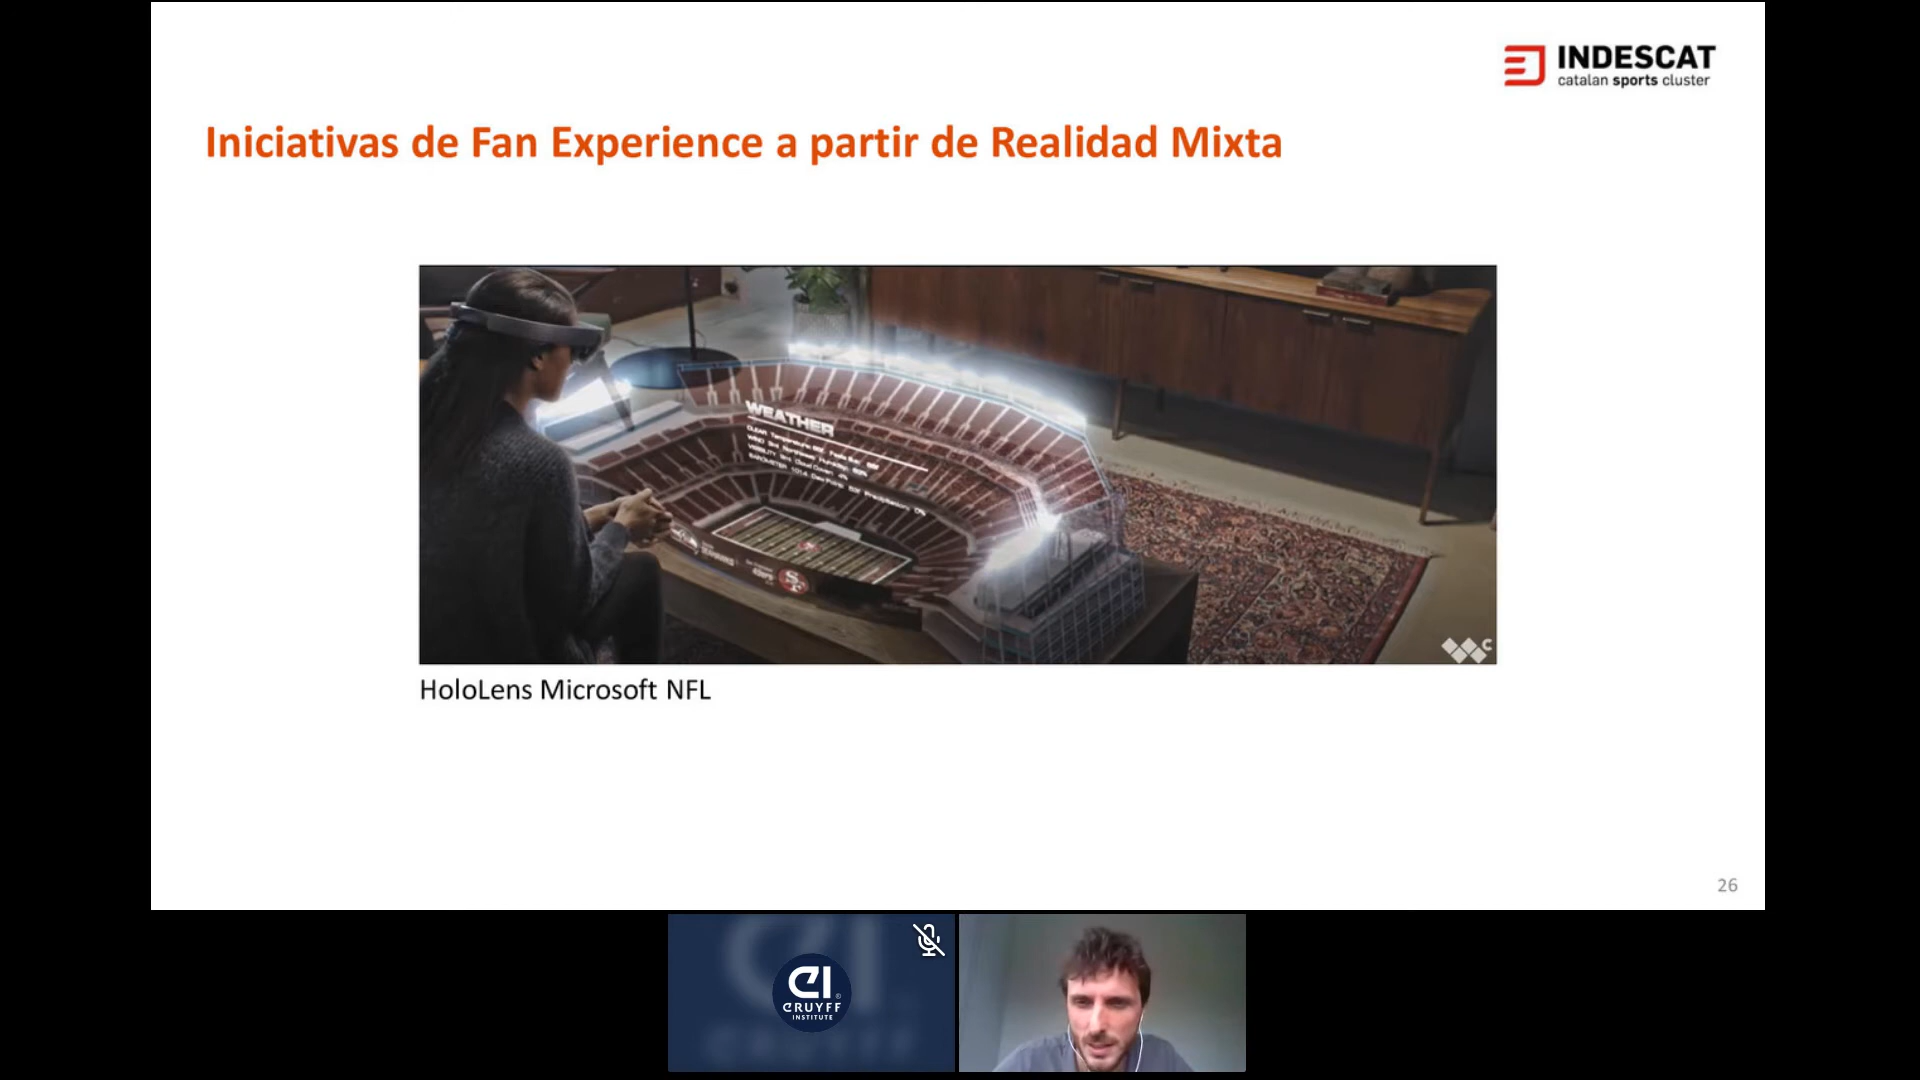 INDESCAT
catalan sports cluster
Iniciativas de Fan Experience a partir de Realidad Mixta
WEATHER
SF
HoloLens Microsoft NFL
26
CRUYFF
INSTITUTE